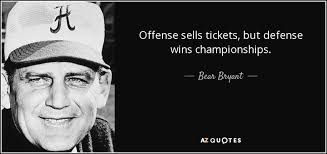 A
Offense sells tickets, but defense
wins championships.
Bear Bryant
AZ QUOTES